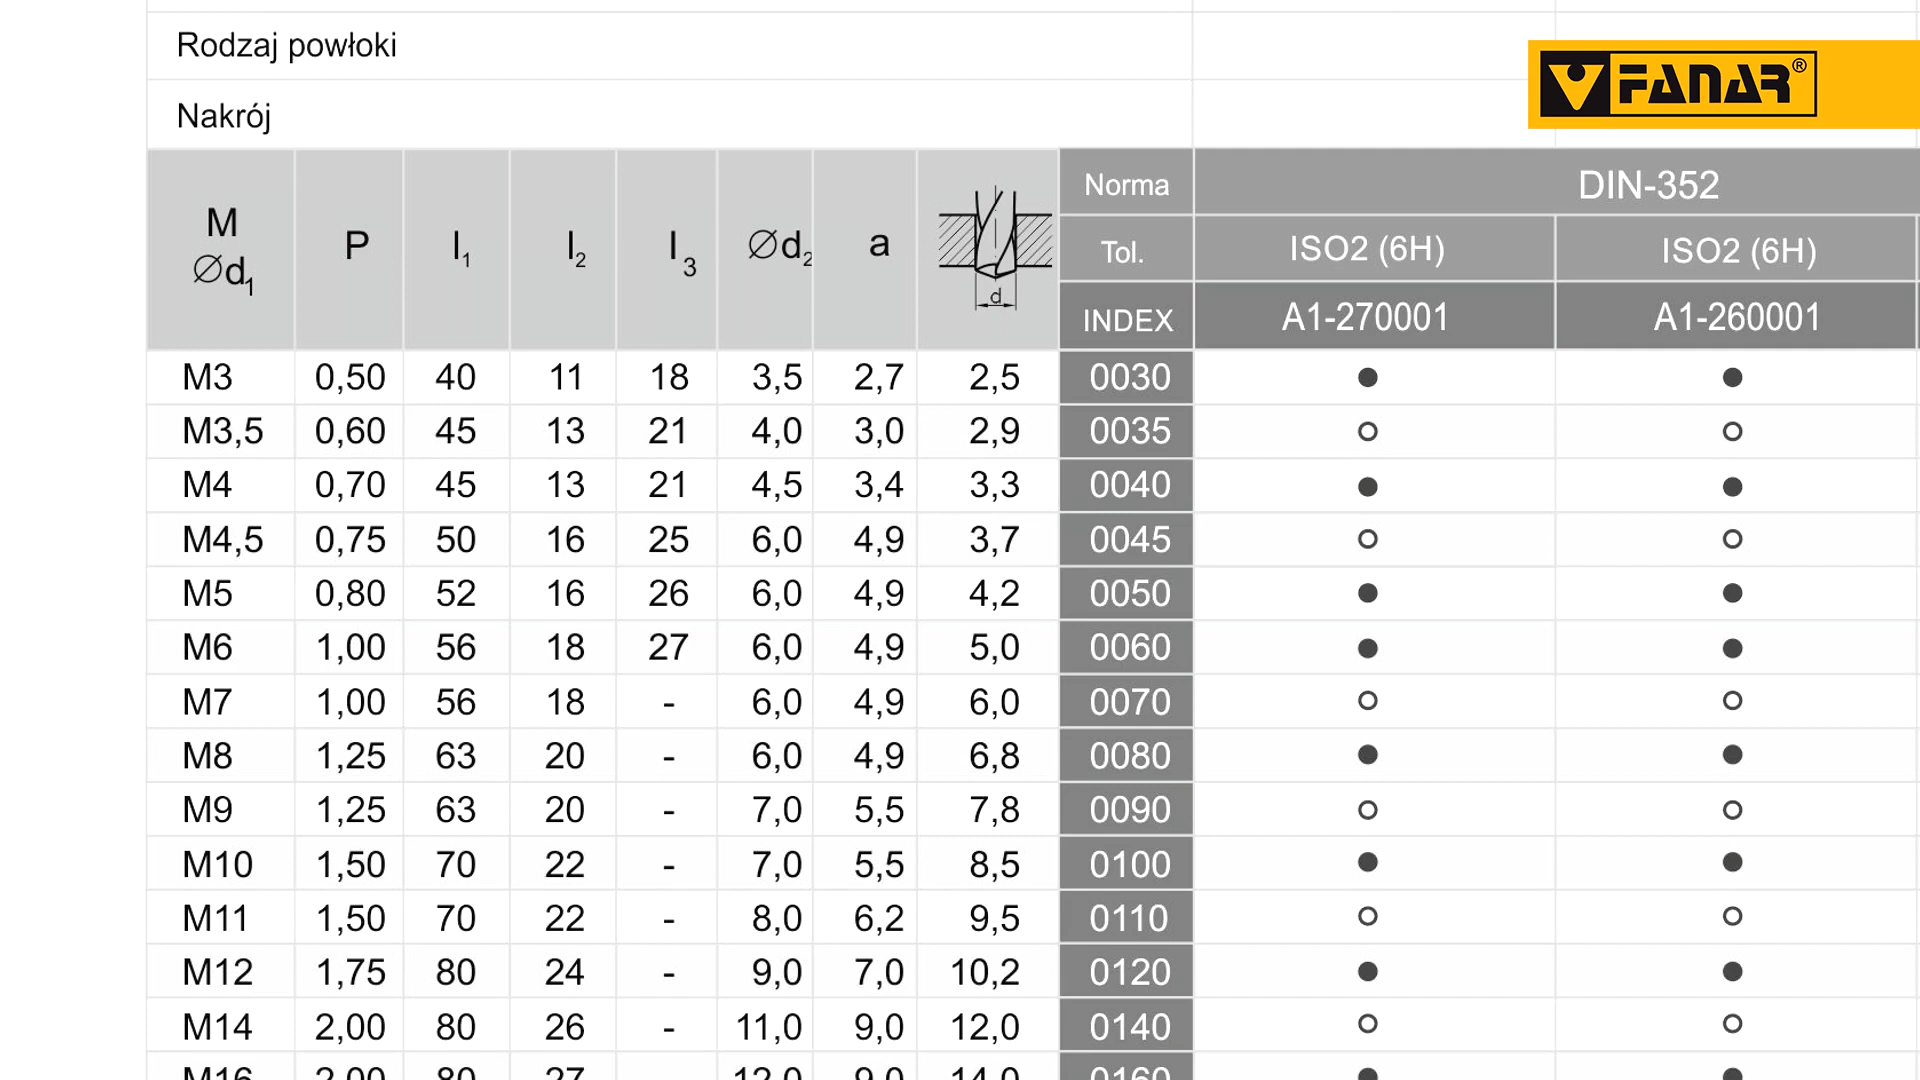 Rodzaj powłoki
FANAR®
Nakrój
M Ød1 P l1 l2 l3 Ød2 a d Norma DIN-352
Tol. ISO2 (6H) ISO2 (6H)
INDEX A1-270001 A1-260001
M3 0,50 40 11 18 3,5 2,7 2,5 0030 ● ●
M3,5 0,60 45 13 21 4,0 3,0 2,9 0035 ○ ○
M4 0,70 45 13 21 4,5 3,4 3,3 0040 ● ●
M4,5 0,75 50 16 25 6,0 4,9 3,7 0045 ○ ○
M5 0,80 52 16 26 6,0 4,9 4,2 0050 ● ●
M6 1,00 56 18 27 6,0 4,9 5,0 0060 ● ●
M7 1,00 56 18 - 6,0 4,9 6,0 0070 ○ ○
M8 1,25 63 20 - 6,0 4,9 6,8 0080 ● ●
M9 1,25 63 20 - 7,0 5,5 7,8 0090 ○ ○
M10 1,50 70 22 - 7,0 5,5 8,5 0100 ● ●
M11 1,50 70 22 - 8,0 6,2 9,5 0110 ○ ○
M12 1,75 80 24 - 9,0 7,0 10,2 0120 ● ●
M14 2,00 80 26 - 11,0 9,0 12,0 0140 ○ ○
M16 2,00 80 27 12,0 9,0 14,0 0160 ● ●